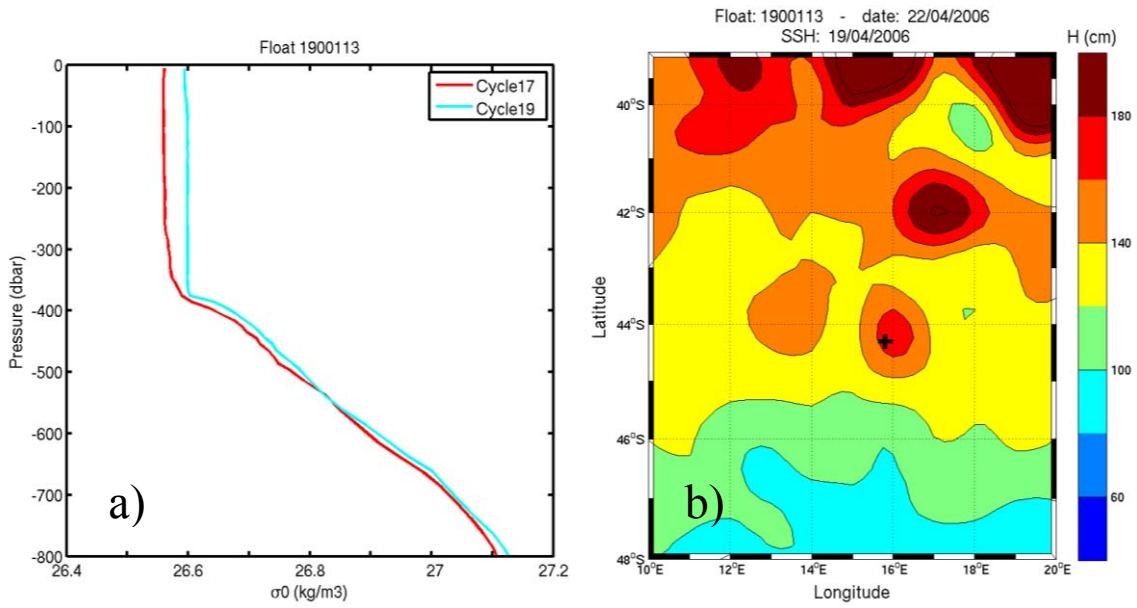 Float 1900113
0
-100
-200
-300
-400
-500
-600
-700
-800
Pressure (dbar)
26.4
26.6
26.8
27
27.2
σ0 (kg/m3)
Cycle17
Cycle19
a)
Float: 1900113 - date: 22/04/2006
SSH: 19/04/2006
H (cm)
40°S
42°S
44°S
46°S
48°S
Latitude
10°E
12°E
14°E
16°E
18°E
20°E
Longitude
180
140
100
60
b)